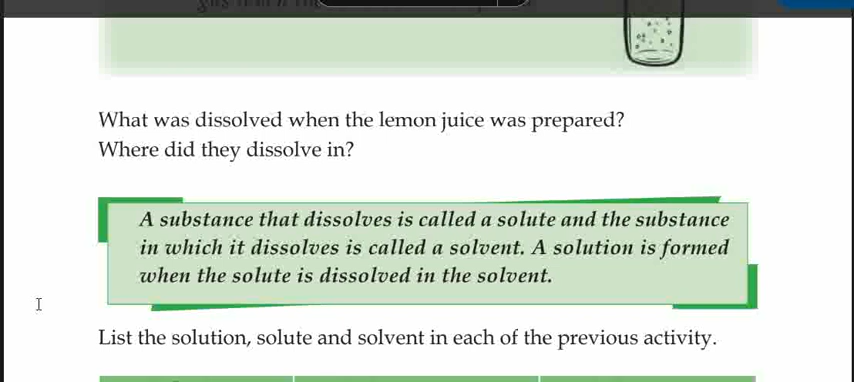 What was dissolved when the lemon juice was prepared?
Where did they dissolve in?
A substance that dissolves is called a solute and the substance
in which it dissolves is called a solvent. A solution is formed
when the solute is dissolved in the solvent.
List the solution, solute and solvent in each of the previous activity.